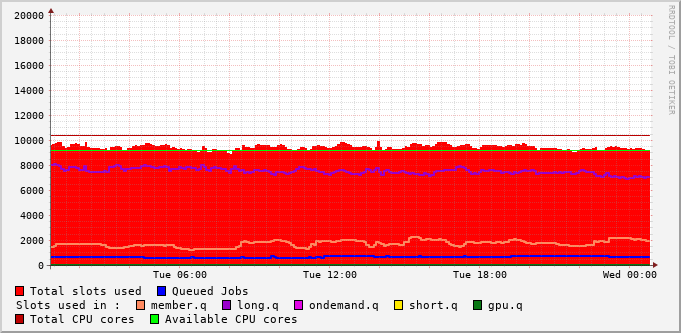 RRDTOOL / TOBI OETIKER
20000
18000
16000
14000
12000
10000
8000
6000
4000
2000
0
Tue 06:00 Tue 12:00 Tue 18:00 Wed 00:00
Total slots used Queued Jobs
Slots used in : member.q long.q ondemand.q short.q gpu.q
Total CPU cores Available CPU cores